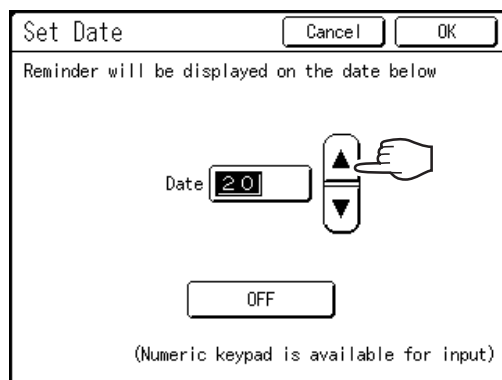 Set Date Cancel OK
Reminder will be displayed on the date below
Date 20
OFF
(Numeric keypad is available for input)